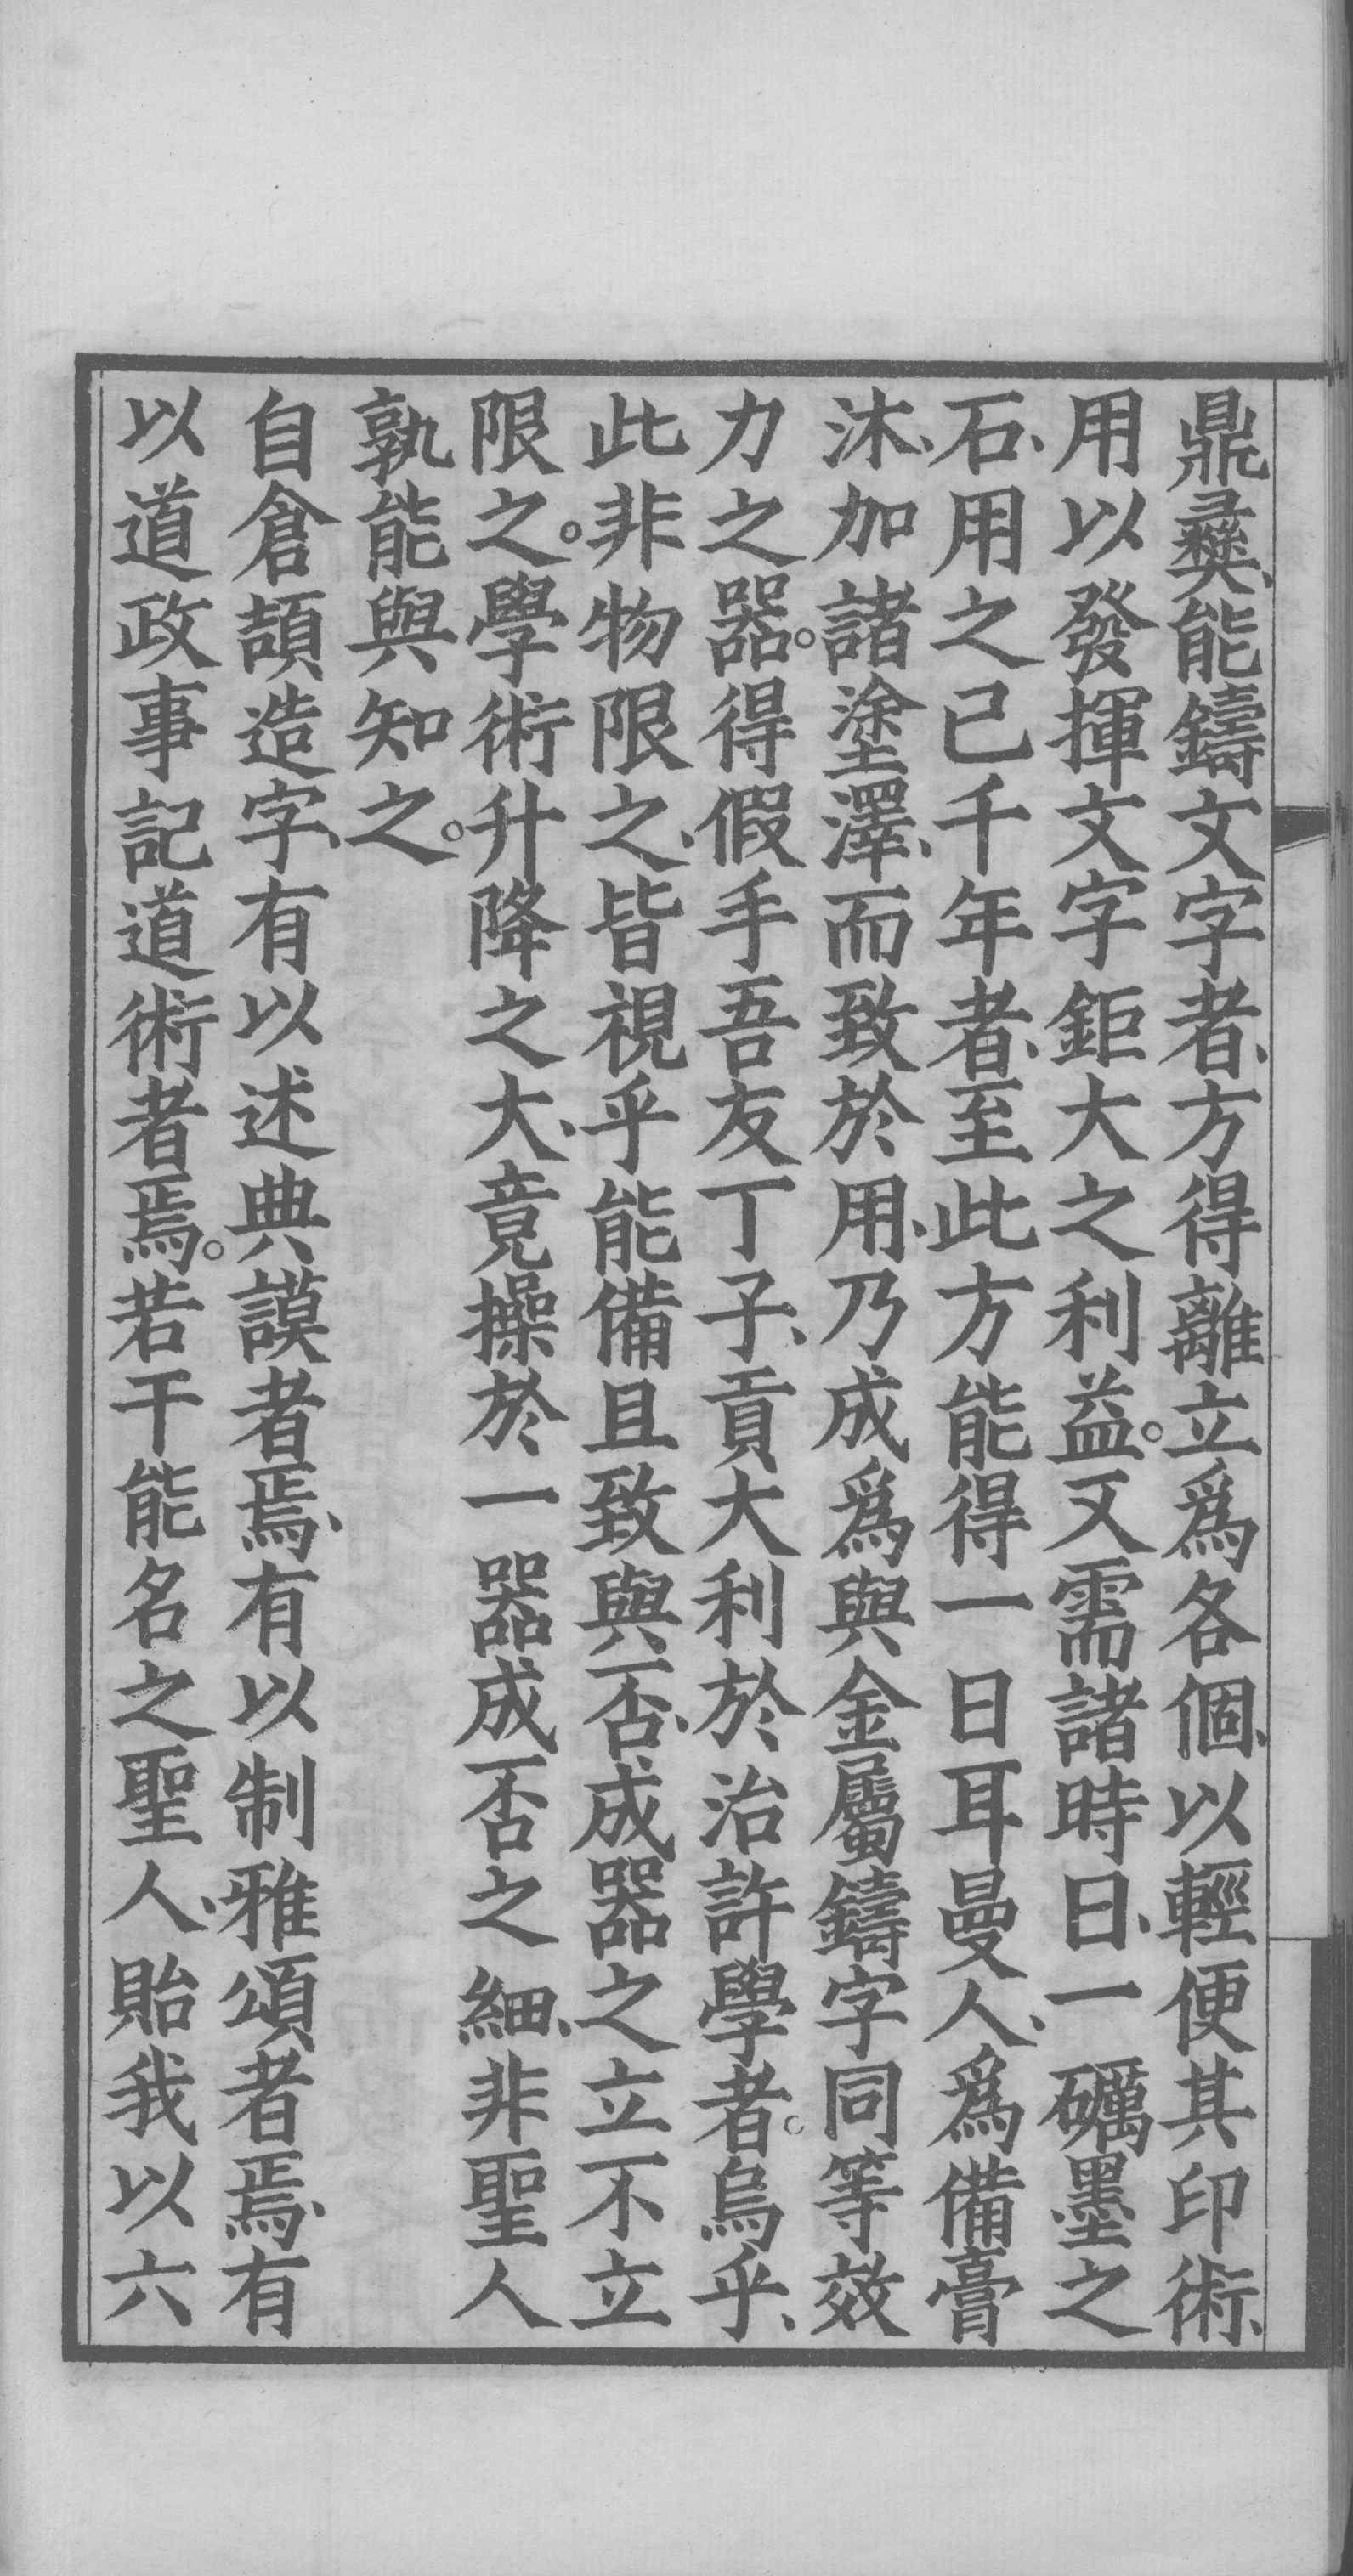 鼎彝、能鑄文字者、方得離立爲各個、以輕便其印術、
用以發揮文字鉅大之利益。又需諸時日、一礪墨之
石、用之已千年者、至此方能得一日耳曼人、爲備膏
沐、加諸塗澤、而致於用、乃成爲與金屬鑄字同等效
力之器。得假手吾友丁子、貢大利於治許學者。烏乎、
此非物限之、皆視乎能備且致與否、成器之立不立
限之。學術升降之大、竟操於一器成否之細、非聖人
孰能與知之。
自倉頡造字、有以述典謨者焉、有以制雅頌者焉、有
以道政事記道術者焉。若干能名之聖人、貽我以六